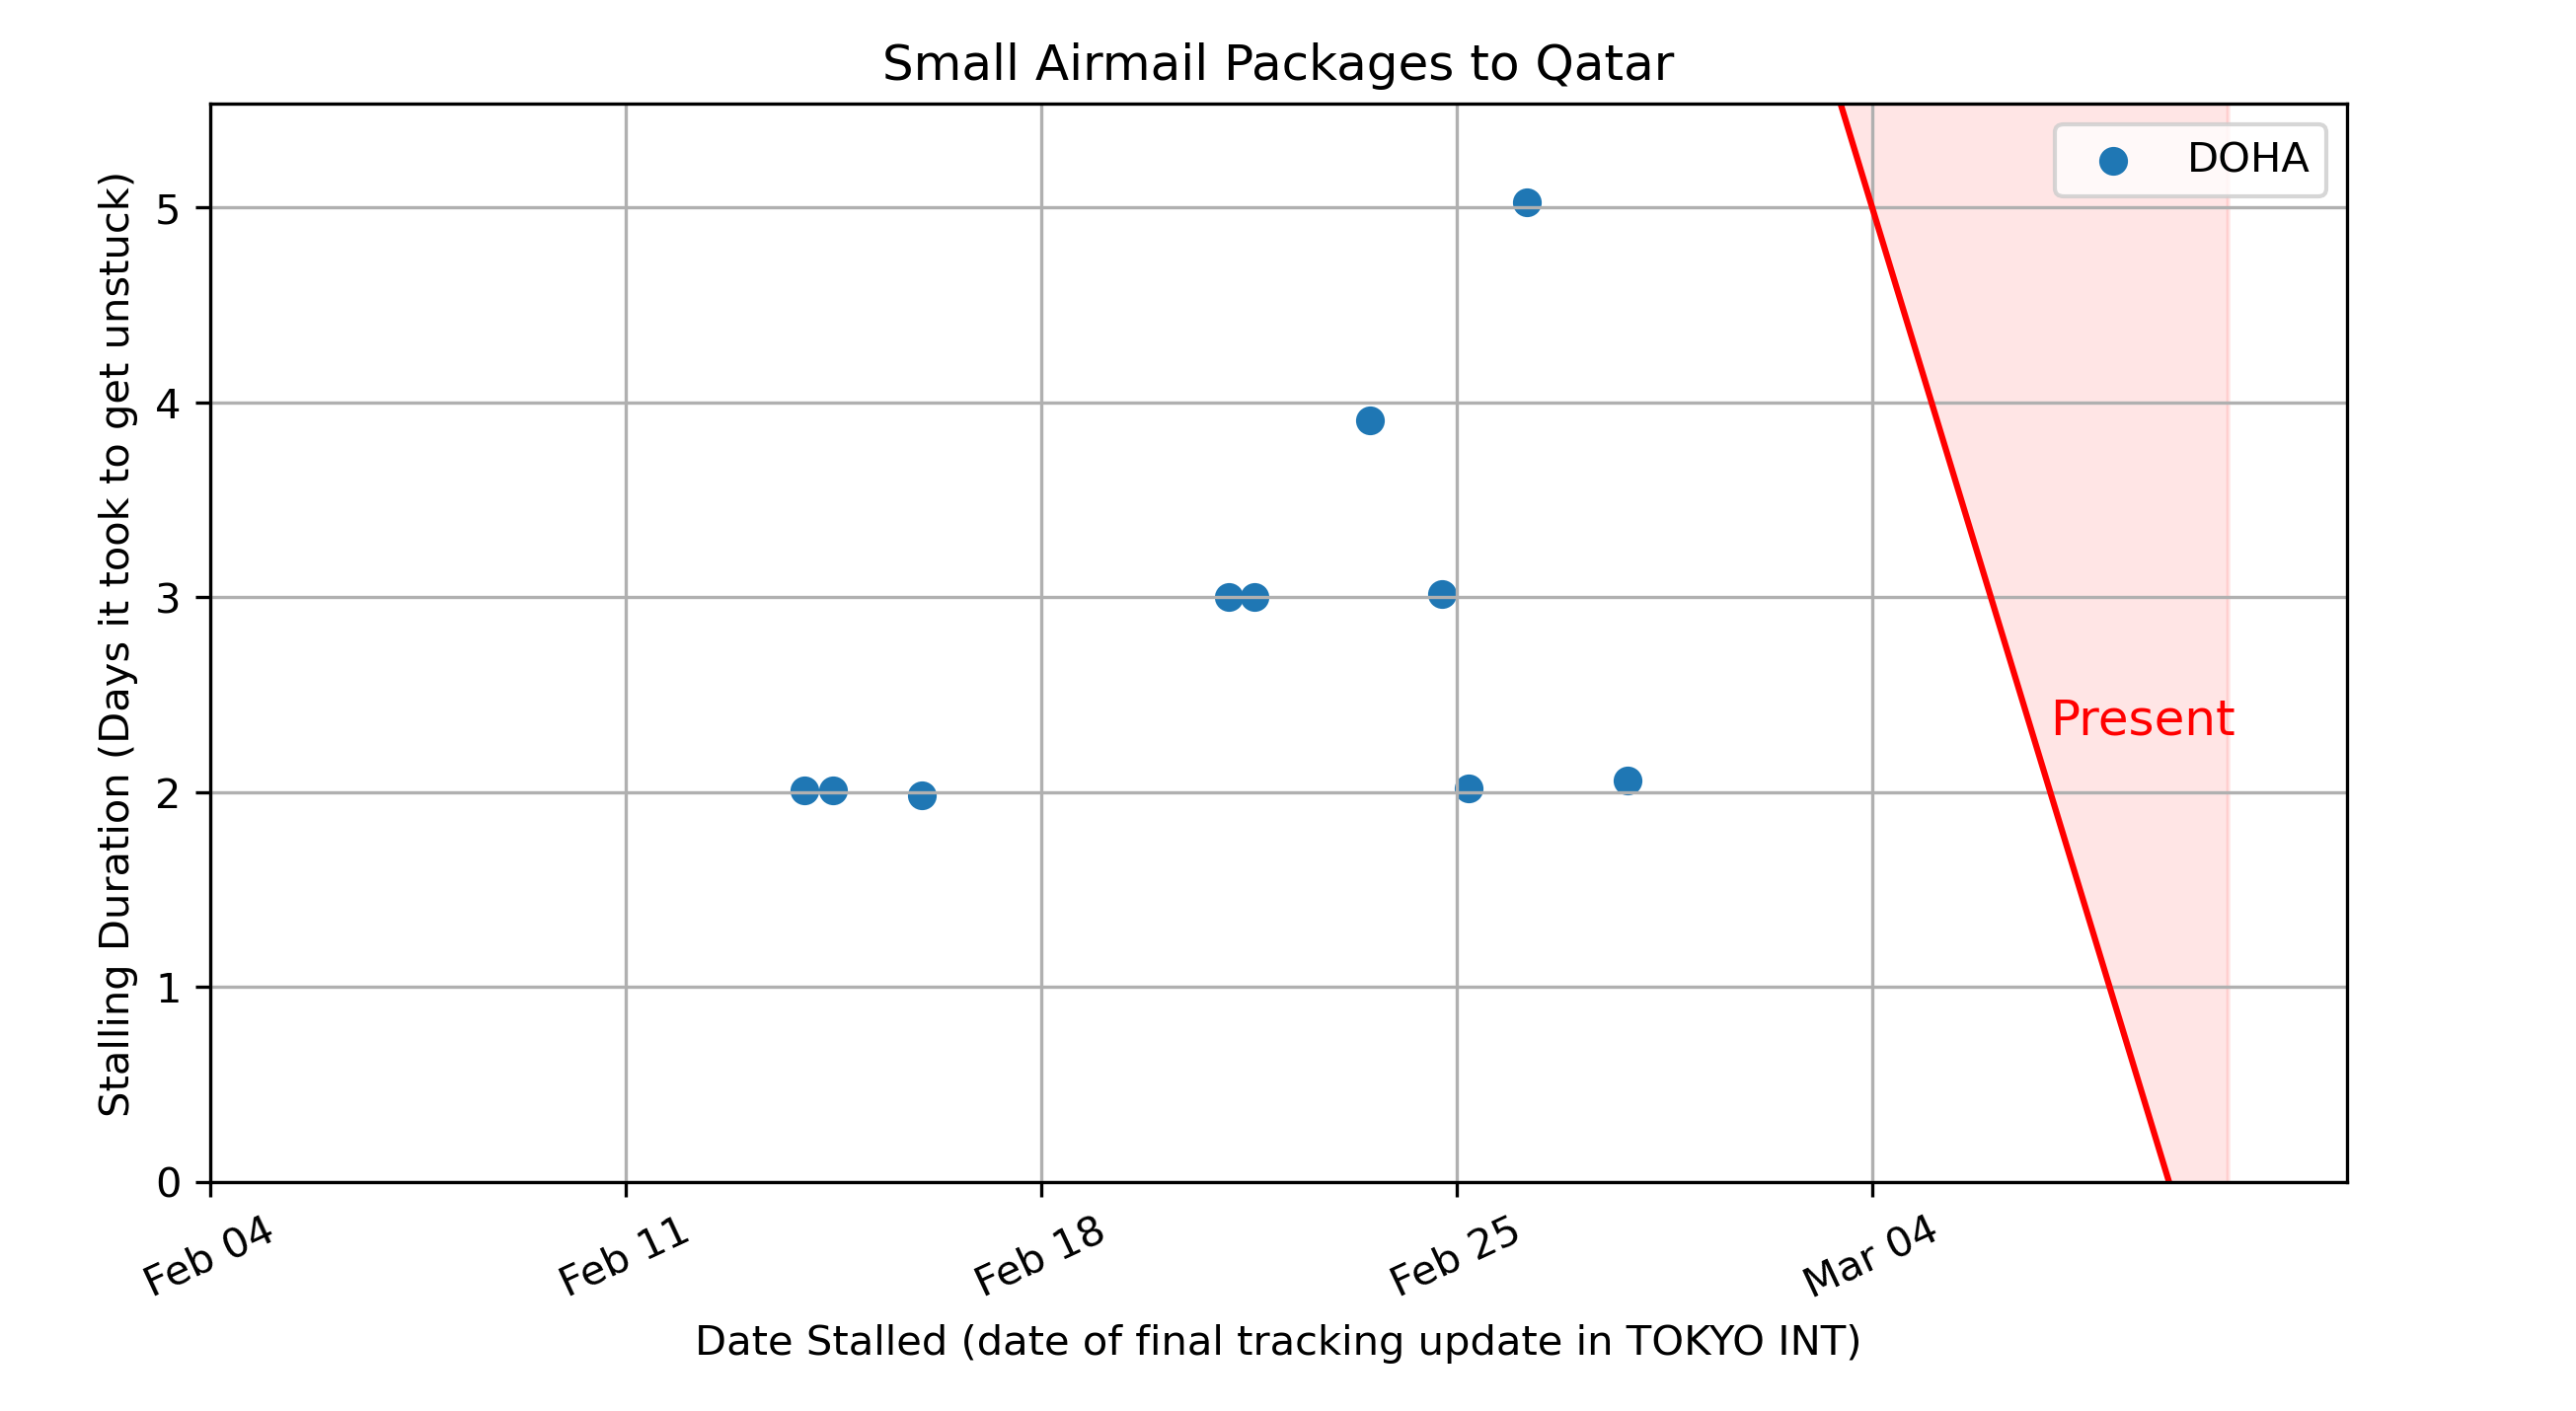 Small Airmail Packages to Qatar
DOHA
Stalling Duration (Days it took to get unstuck)
5
4
3
2
1
0
Present
Feb 04
Feb 11
Feb 18
Feb 25
Mar 04
Date Stalled (date of final tracking update in TOKYO INT)